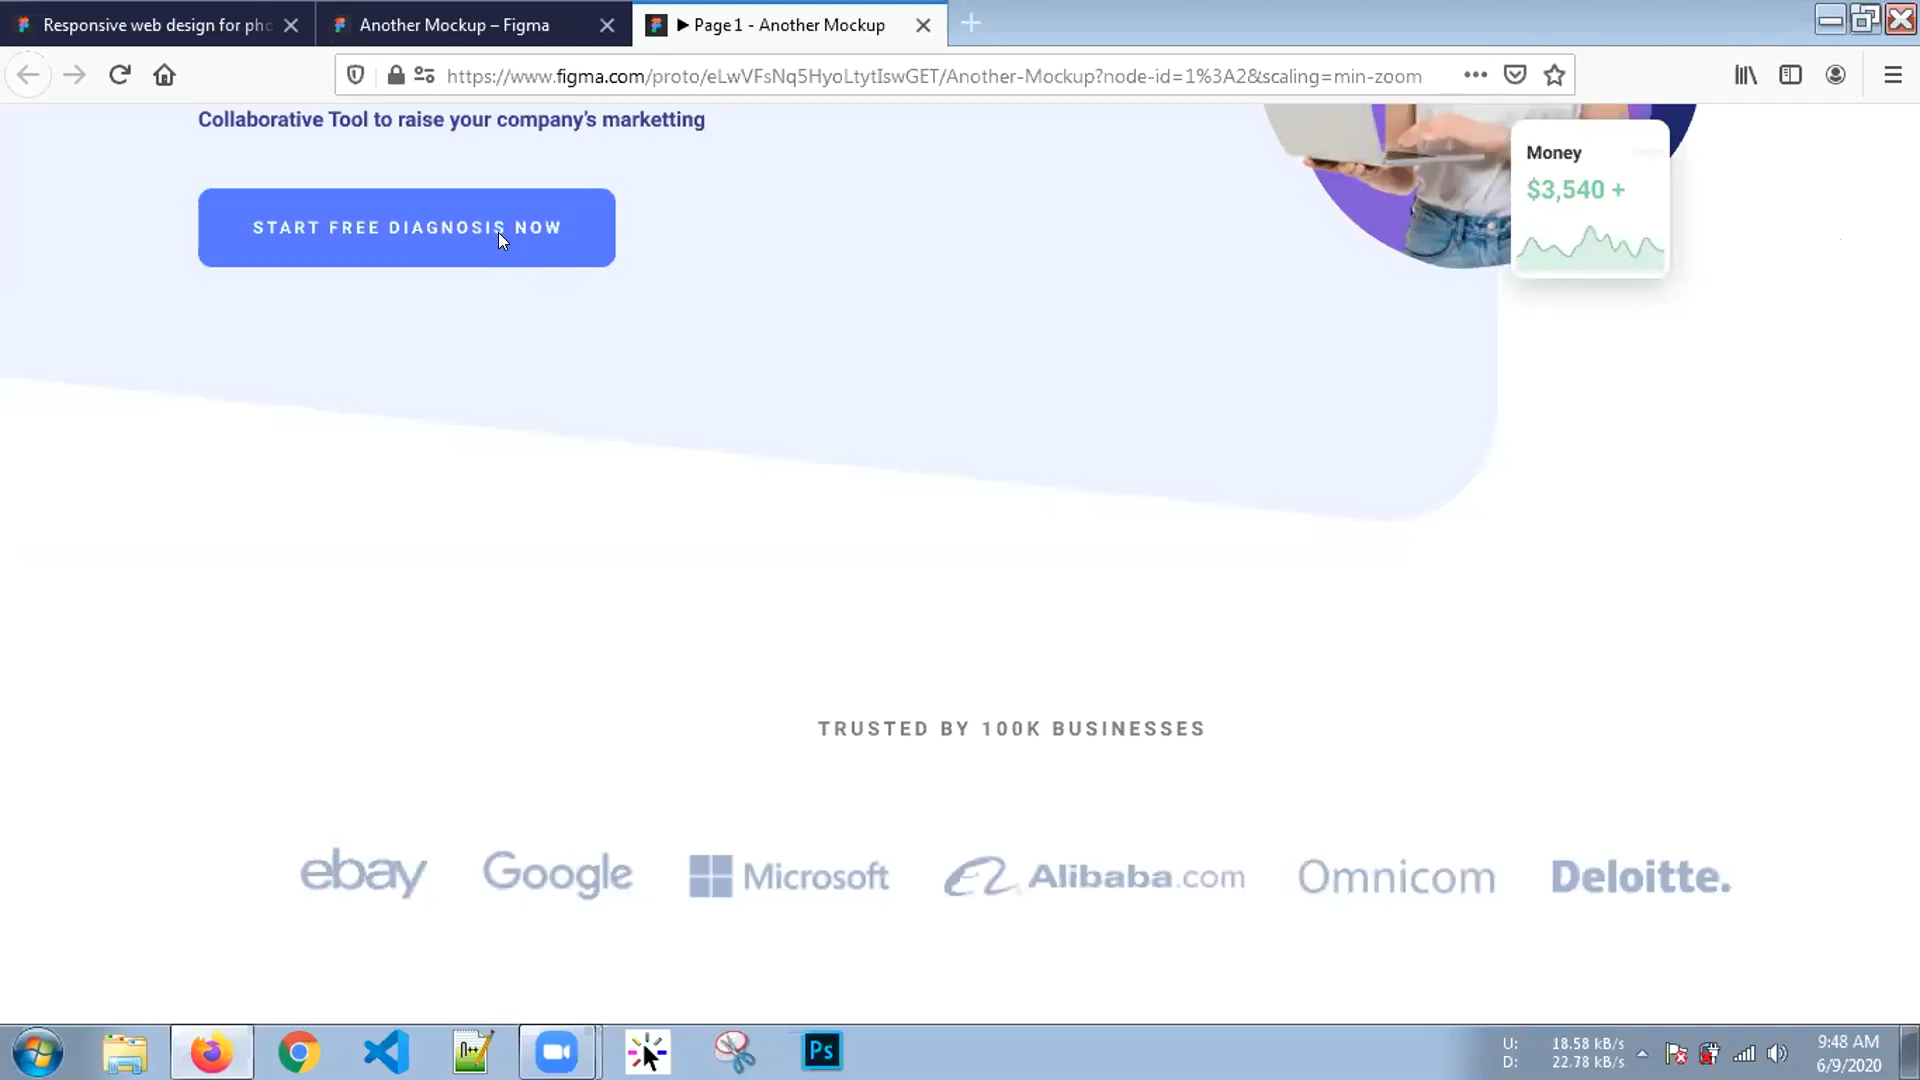 Responsive web design for pho
Another Mockup – Figma
▶ Page 1 - Another Mockup
https://www.figma.com/proto/eLwVFsNq5HyoLtytIswGET/Another-Mockup?node-id=1%3A2&scaling=min-zoom
Collaborative Tool to raise your company's marketting
Money
$3,540 +
START FREE DIAGNOSIS NOW
TRUSTED BY 100K BUSINESSES
ebay Google Microsoft Alibaba.com Omnicom Deloitte.
n++
Ps
U: 18.58 kB/s
D: 22.78 kB/s
9:48 AM
6/9/2020